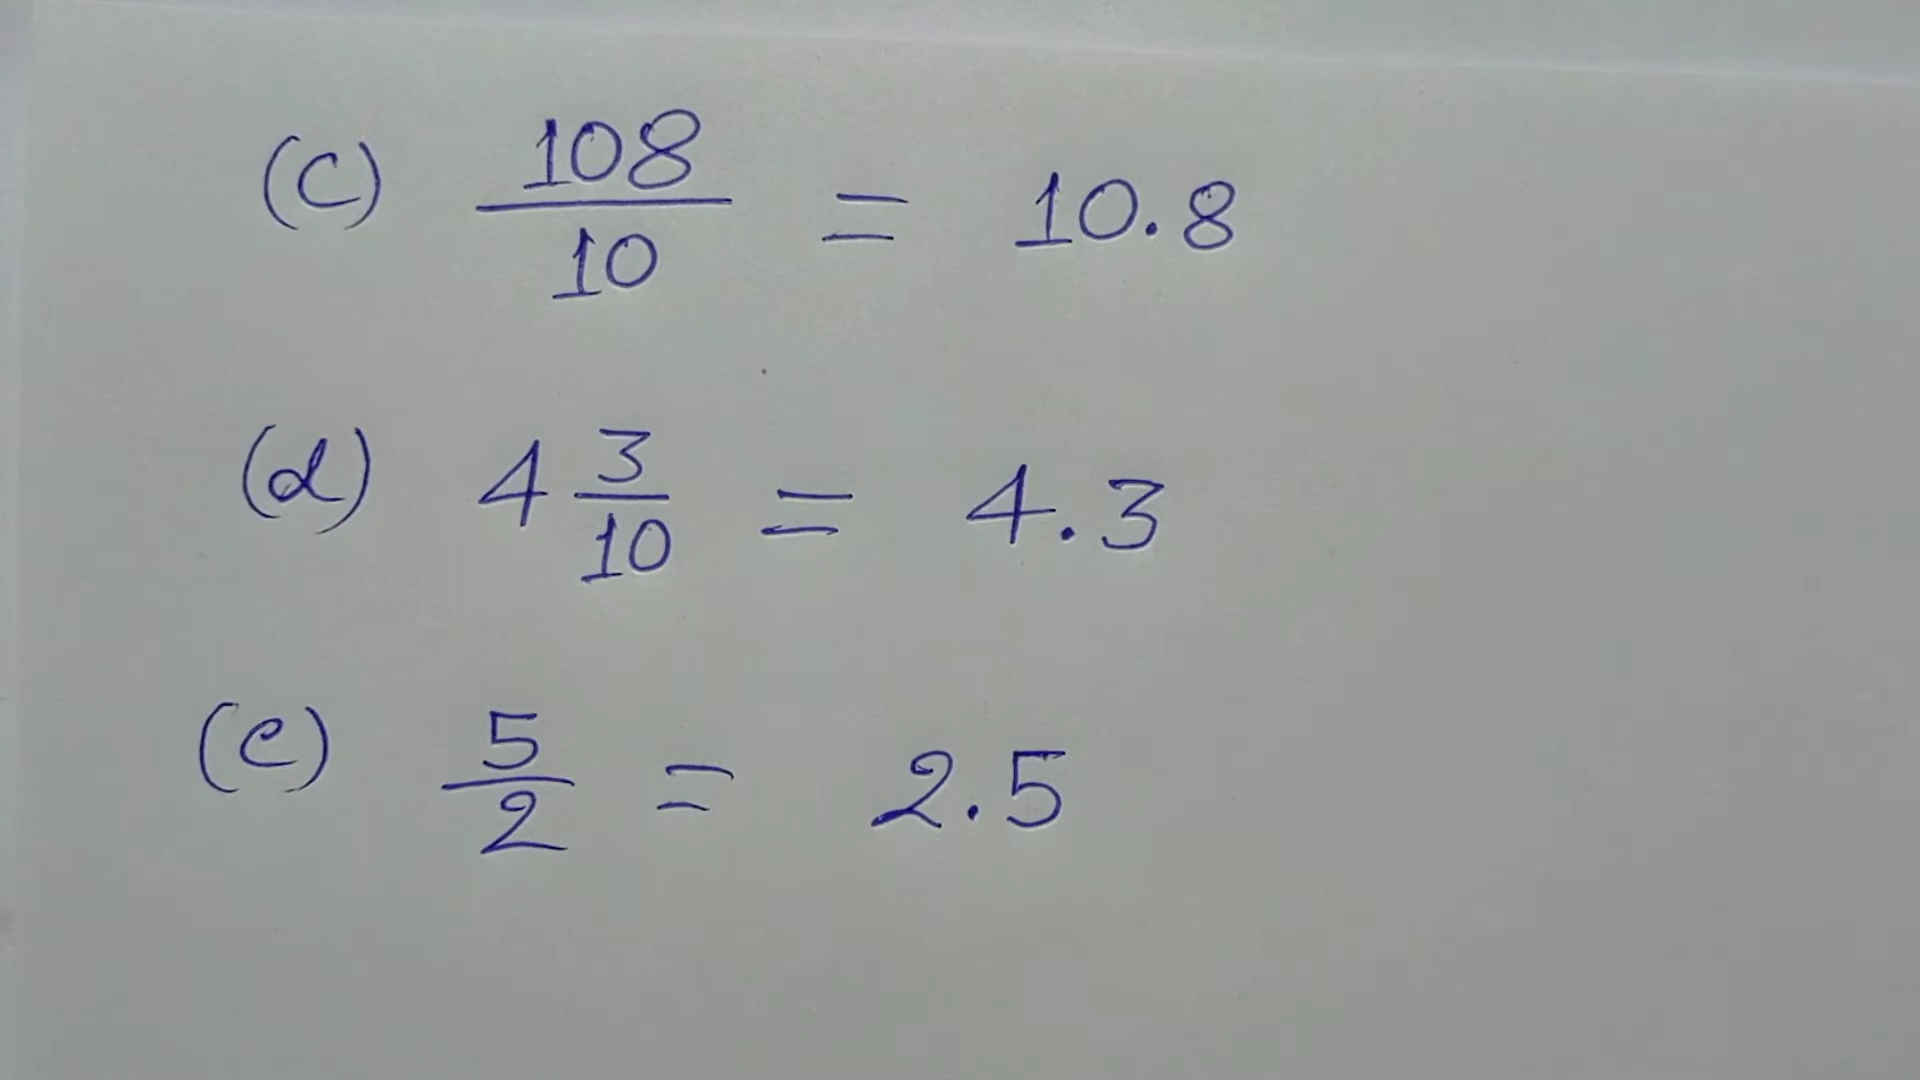 (c) 108/10 = 10.8
(d) 4 3/10 = 4.3
(e) 5/2 = 2.5